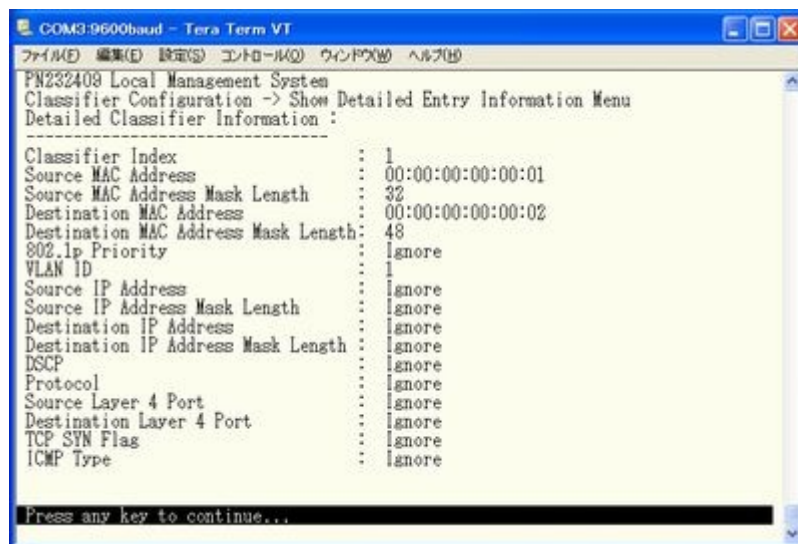 COM3:9600baud - Tera Term VT
ファイル(F) 編集(E) 設定(S) コントロール(O) ウィンドウ(W) ヘルプ(H)
PN232409 Local Management System
Classifier Configuration -> Show Detailed Entry Information Menu
Detailed Classifier Information :
---------------------------------
Classifier Index : 1
Source MAC Address : 00:00:00:00:00:01
Source MAC Address Mask Length : 32
Destination MAC Address : 00:00:00:00:00:02
Destination MAC Address Mask Length: 48
802.1p Priority : Ignore
VLAN ID : 1
Source IP Address : Ignore
Source IP Address Mask Length : Ignore
Destination IP Address : Ignore
Destination IP Address Mask Length : Ignore
DSCP : Ignore
Protocol : Ignore
Source Layer 4 Port : Ignore
Destination Layer 4 Port : Ignore
TCP SYN Flag : Ignore
ICMP Type : Ignore
Press any key to continue...